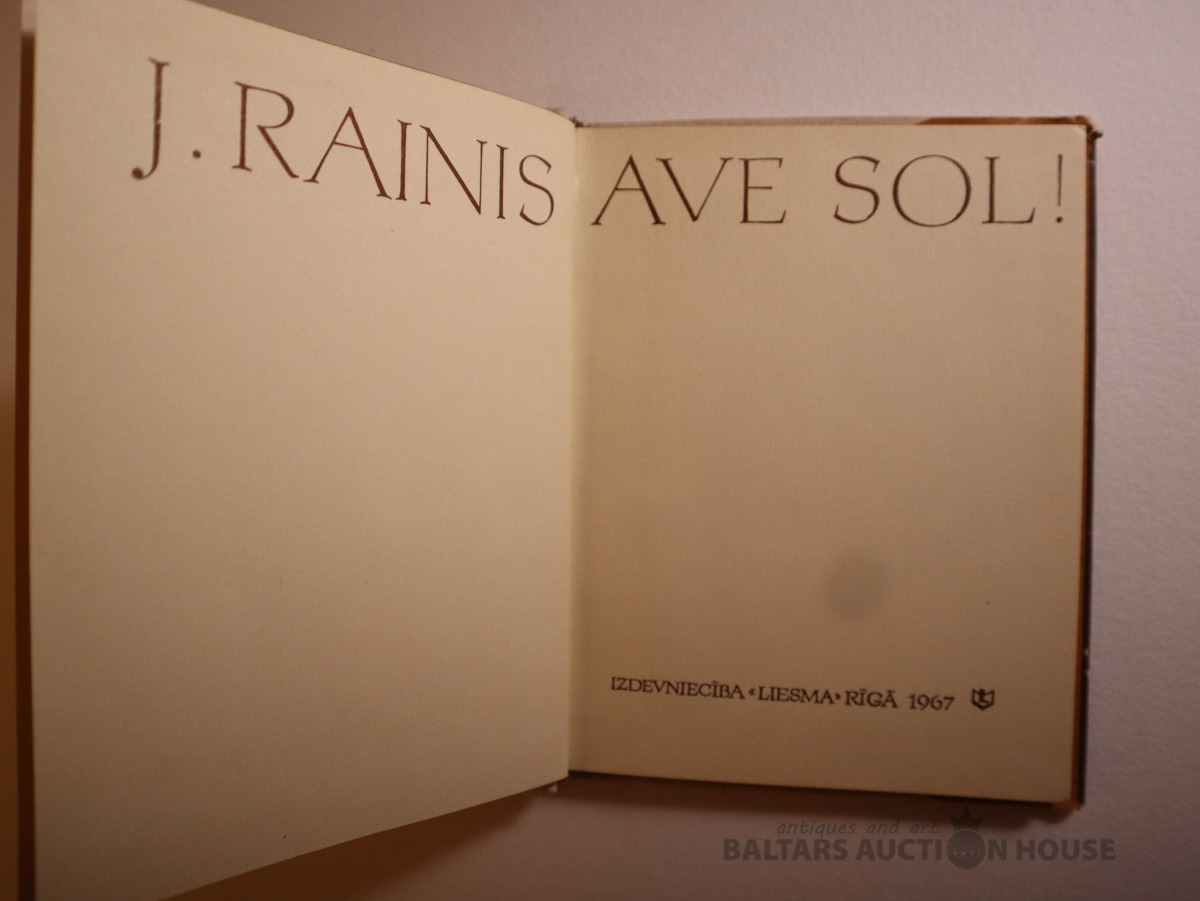 J. RAINIS AVE SOL!
IZDEVNIECĪBA «LIESMA» RĪGĀ 1967
antiques and art
BALTARS AUCTION HOUSE